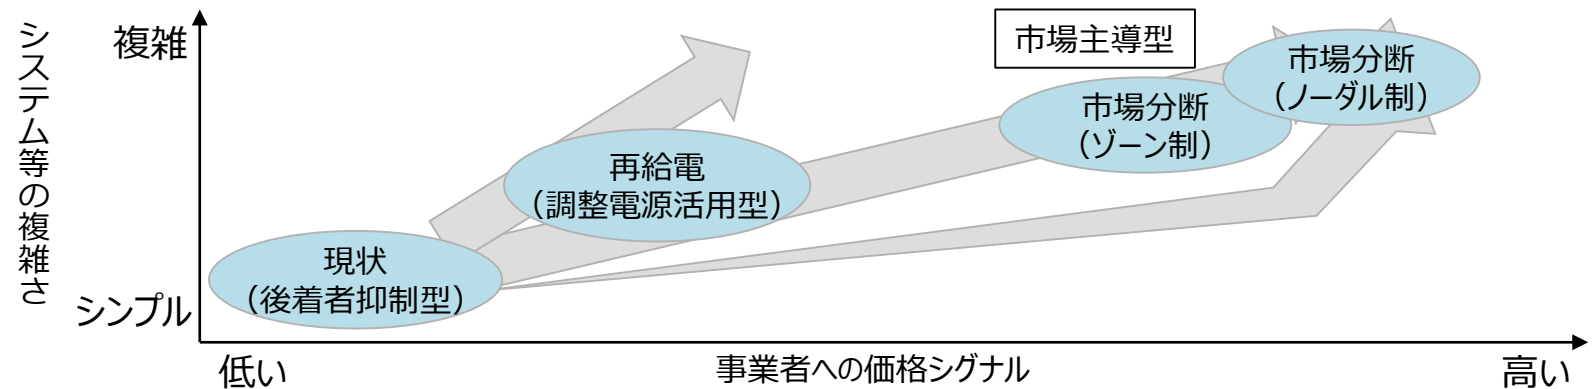 システム等の複雑さ
複雑
シンプル
市場主導型
市場分断
（ノーダル制）
市場分断
（ゾーン制）
再給電
（調整電源活用型）
現状
（後着者抑制型）
低い
事業者への価格シグナル
高い